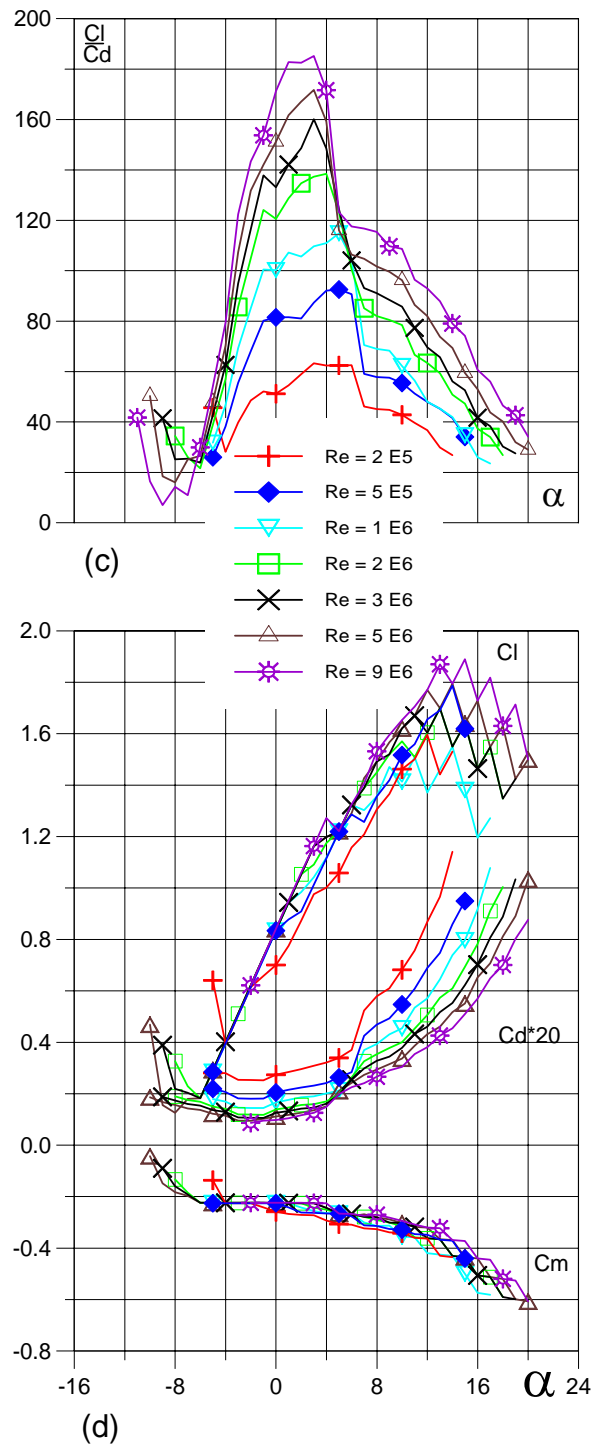 200
Cl
Cd
160
120
80
40
0
α
(c)
Re = 2 E5
Re = 5 E5
Re = 1 E6
Re = 2 E6
Re = 3 E6
Re = 5 E6
Re = 9 E6
2.0
Cl
1.6
1.2
0.8
Cd*20
0.4
0.0
-0.4
Cm
-0.8
-16
-8
0
8
16
α
24
(d)